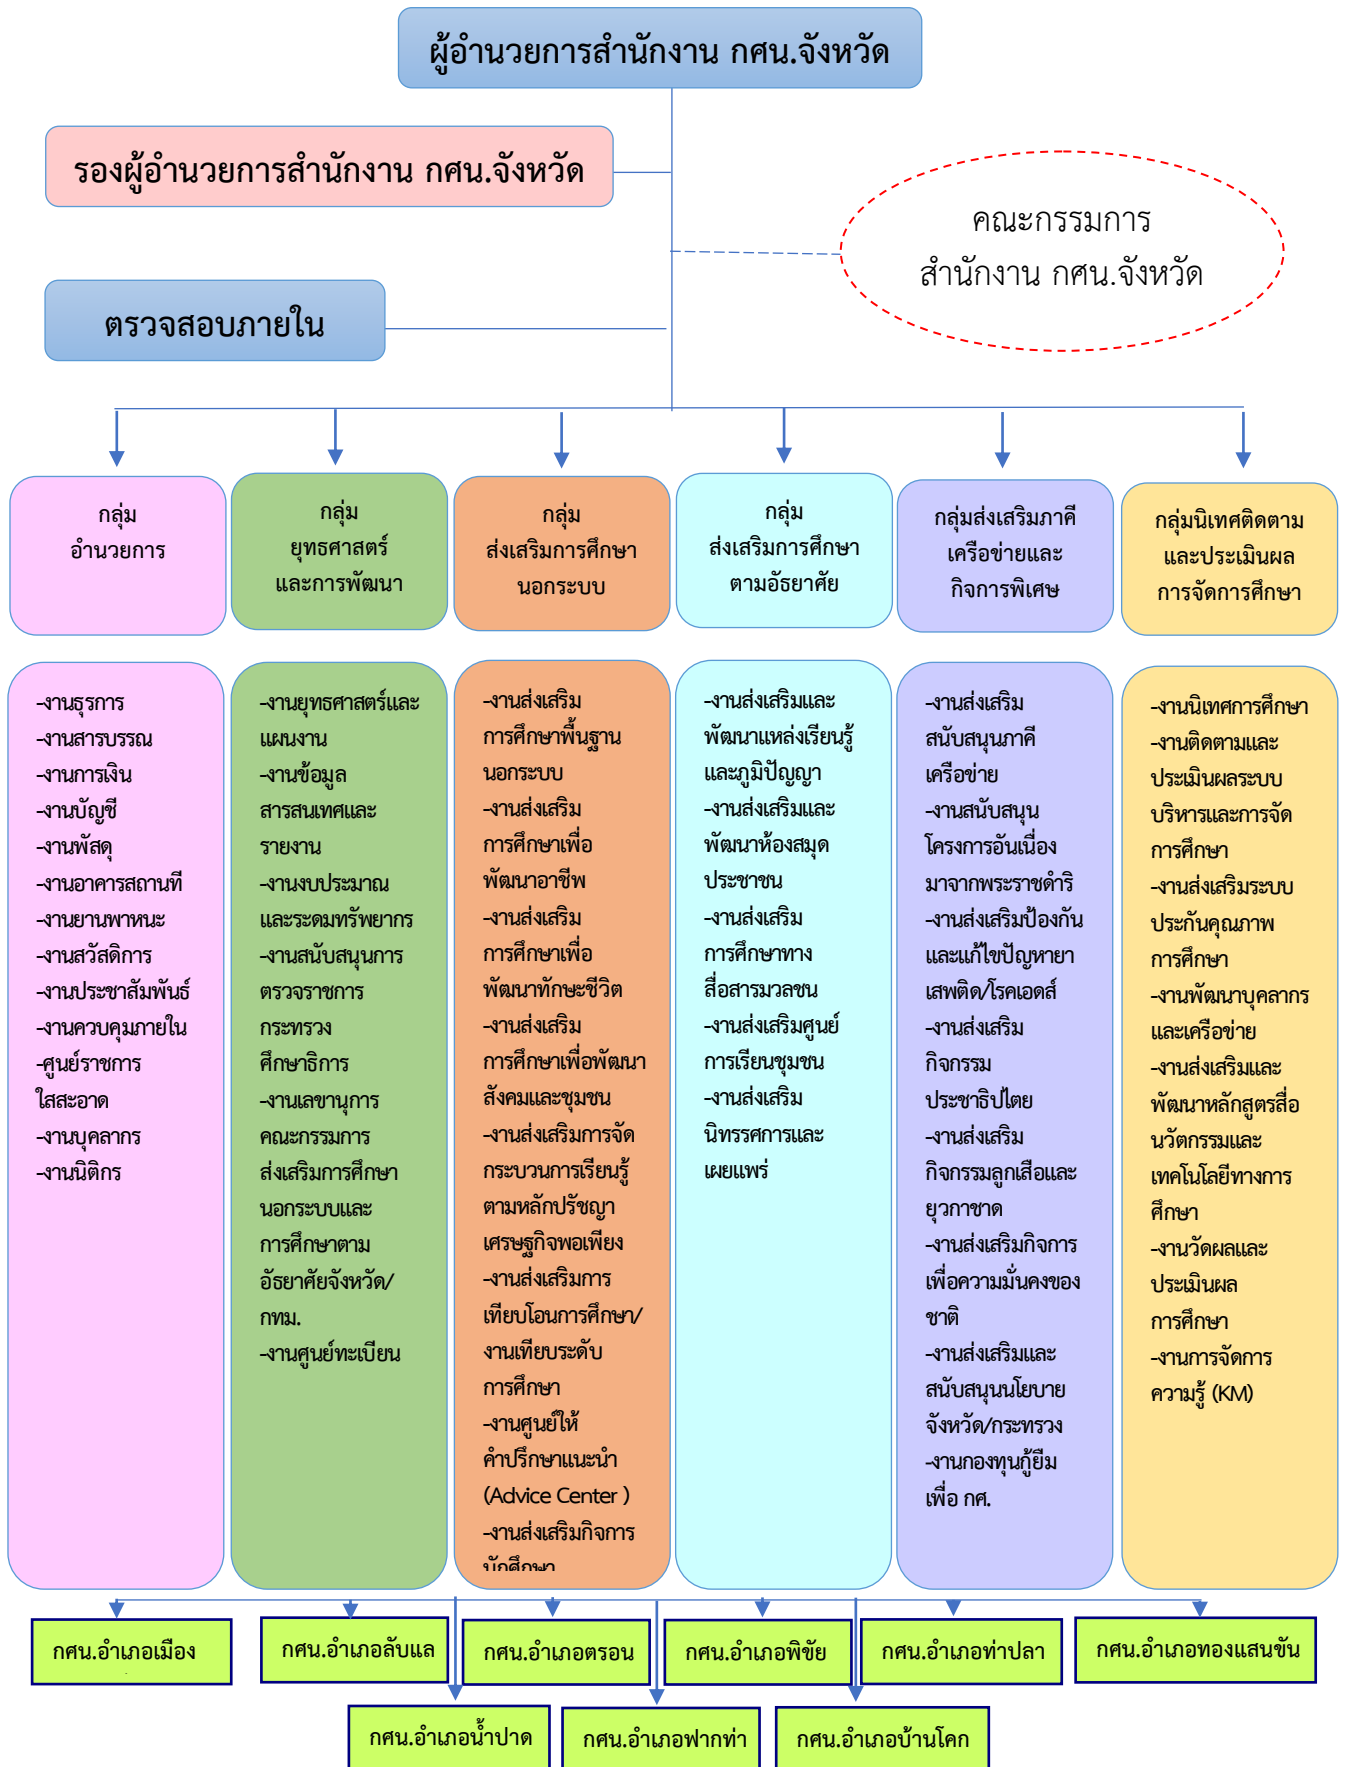 ผู้อำนวยการสำนักงาน กศน.จังหวัด
รองผู้อำนวยการสำนักงาน กศน.จังหวัด
คณะกรรมการ
สำนักงาน กศน.จังหวัด
ตรวจสอบภายใน
กลุ่ม
อำนวยการ
กลุ่ม
ยุทธศาสตร์
และการพัฒนา
กลุ่ม
ส่งเสริมการศึกษา
นอกระบบ
กลุ่ม
ส่งเสริมการศึกษา
ตามอัธยาศัย
กลุ่มส่งเสริมภาคี
เครือข่ายและ
กิจการพิเศษ
กลุ่มนิเทศติดตาม
และประเมินผล
การจัดการศึกษา
-งานธุรการ
-งานสารบรรณ
-งานการเงิน
-งานบัญชี
-งานพัสดุ
-งานอาคารสถานที่
-งานยานพาหนะ
-งานสวัสดิการ
-งานประชาสัมพันธ์
-งานควบคุมภายใน
-ศูนย์ราชการ
ใสสะอาด
-งานบุคลากร
-งานนิติกร
-งานยุทธศาสตร์และ
แผนงาน
-งานข้อมูล
สารสนเทศและ
รายงาน
-งานงบประมาณ
และระดมทรัพยากร
-งานสนับสนุนการ
ตรวจราชการ
กระทรวง
ศึกษาธิการ
-งานเลขานุการ
คณะกรรมการ
ส่งเสริมการศึกษา
นอกระบบและ
การศึกษาตาม
อัธยาศัยจังหวัด/
กทม.
-งานศูนย์ทะเบียน
-งานส่งเสริม
การศึกษาพื้นฐาน
นอกระบบ
-งานส่งเสริม
การศึกษาเพื่อ
พัฒนาอาชีพ
-งานส่งเสริม
การศึกษาเพื่อ
พัฒนาทักษะชีวิต
-งานส่งเสริม
การศึกษาเพื่อพัฒนา
สังคมและชุมชน
-งานส่งเสริมการจัด
กระบวนการเรียนรู้
ตามหลักปรัชญา
เศรษฐกิจพอเพียง
-งานส่งเสริมการ
เทียบโอนการศึกษา/
งานเทียบระดับ
การศึกษา
-งานศูนย์ให้
คำปรึกษาแนะนำ
(Advice Center )
-งานส่งเสริมกิจการ
นักศึกษา
-งานส่งเสริมและ
พัฒนาแหล่งเรียนรู้
และภูมิปัญญา
-งานส่งเสริมและ
พัฒนาห้องสมุด
ประชาชน
-งานส่งเสริม
การศึกษาทาง
สื่อสารมวลชน
-งานส่งเสริมศูนย์
การเรียนชุมชน
-งานส่งเสริม
นิทรรศการและ
เผยแพร่
-งานส่งเสริม
สนับสนุนภาคี
เครือข่าย
-งานสนับสนุน
โครงการอันเนื่อง
มาจากพระราชดำริ
-งานส่งเสริมป้องกัน
และแก้ไขปัญหายา
เสพติด/โรคเอดส์
-งานส่งเสริม
กิจกรรม
ประชาธิปไตย
-งานส่งเสริม
กิจกรรมลูกเสือและ
ยุวกาชาด
-งานส่งเสริมกิจการ
เพื่อความมั่นคงของ
ชาติ
-งานส่งเสริมและ
สนับสนุนนโยบาย
จังหวัด/กระทรวง
-งานกองทุนกู้ยืม
เพื่อ กศ.
-งานนิเทศการศึกษา
-งานติดตามและ
ประเมินผลระบบ
บริหารและการจัด
การศึกษา
-งานส่งเสริมระบบ
ประกันคุณภาพ
การศึกษา
-งานพัฒนาบุคลากร
และเครือข่าย
-งานส่งเสริมและ
พัฒนาหลักสูตรสื่อ
นวัตกรรมและ
เทคโนโลยีทางการ
ศึกษา
-งานวัดผลและ
ประเมินผล
การศึกษา
-งานการจัดการ
ความรู้ (KM)
กศน.อำเภอเมือง
กศน.อำเภอลับแล
กศน.อำเภอตรอน
กศน.อำเภอพิชัย
กศน.อำเภอท่าปลา
กศน.อำเภอทองแสนขัน
กศน.อำเภอน้ำปาด
กศน.อำเภอฟากท่า
กศน.อำเภอบ้านโคก